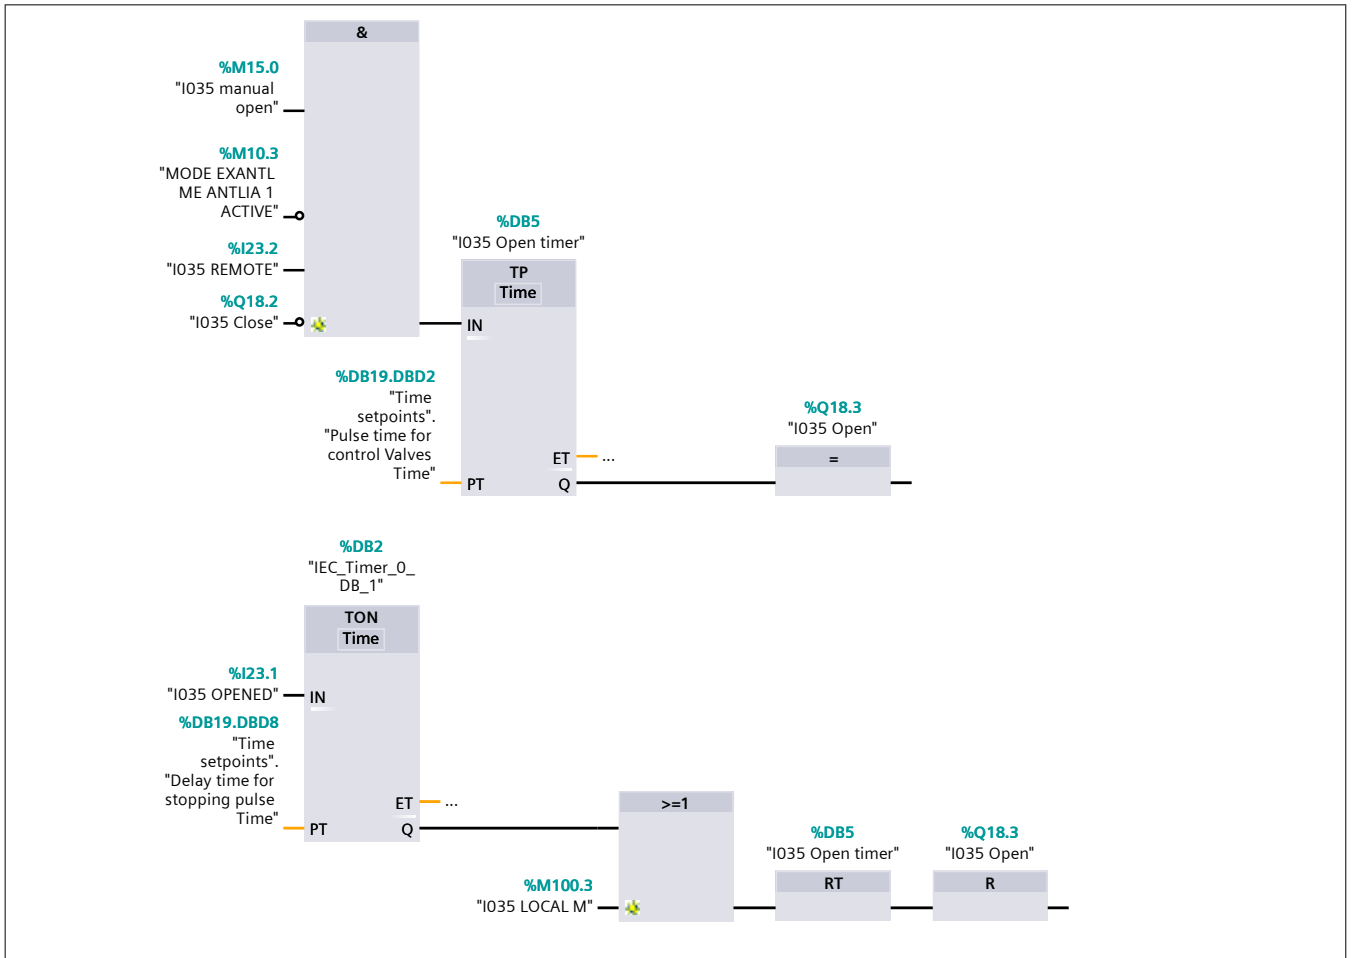 &
%M15.0
"I035 manual
open"
%M10.3
"MODE EXANTL
ME ANTLIA 1
ACTIVE"
%I23.2
"I035 REMOTE"
%Q18.2
"I035 Close"
%DB5
"I035 Open timer"
TP
Time
IN
%DB19.DBD2
"Time
setpoints".
"Pulse time for
control Valves
Time"
ET
...
PT
Q
%Q18.3
"I035 Open"
=
%DB2
"IEC_Timer_0_
DB_1"
TON
Time
%I23.1
"I035 OPENED"
IN
%DB19.DBD8
"Time
setpoints".
"Delay time for
stopping pulse
Time"
ET
...
PT
Q
>=1
%M100.3
"I035 LOCAL M"
%DB5
"I035 Open timer"
RT
%Q18.3
"I035 Open"
R